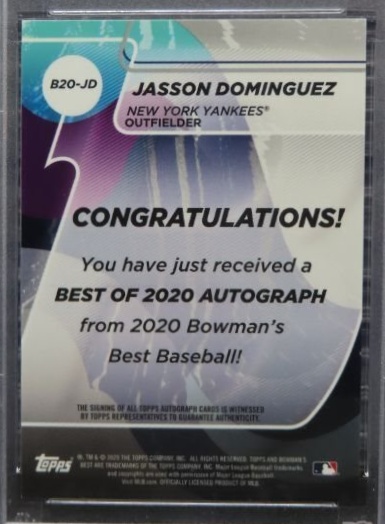 B20-JD
JASSON DOMINGUEZ
NEW YORK YANKEES®
OUTFIELDER
CONGRATULATIONS!
You have just received a
BEST OF 2020 AUTOGRAPH
from 2020 Bowman's
Best Baseball!
THE SIGNING OF ALL TOPPS AUTOGRAPH CARDS IS WITNESSED
BY TOPPS REPRESENTATIVES TO GUARANTEE AUTHENTICITY.
® , TM & © 2020 THE TOPPS COMPANY, INC. ALL RIGHTS RESERVED. TOPPS AND BOWMAN'S
BEST ARE TRADEMARKS OF THE TOPPS COMPANY, INC. Major League Baseball trademarks
and copyrights are used with permission of Major League Baseball.
Visit MLB.com. OFFICIALLY LICENSED PRODUCT OF MLB.
Topps